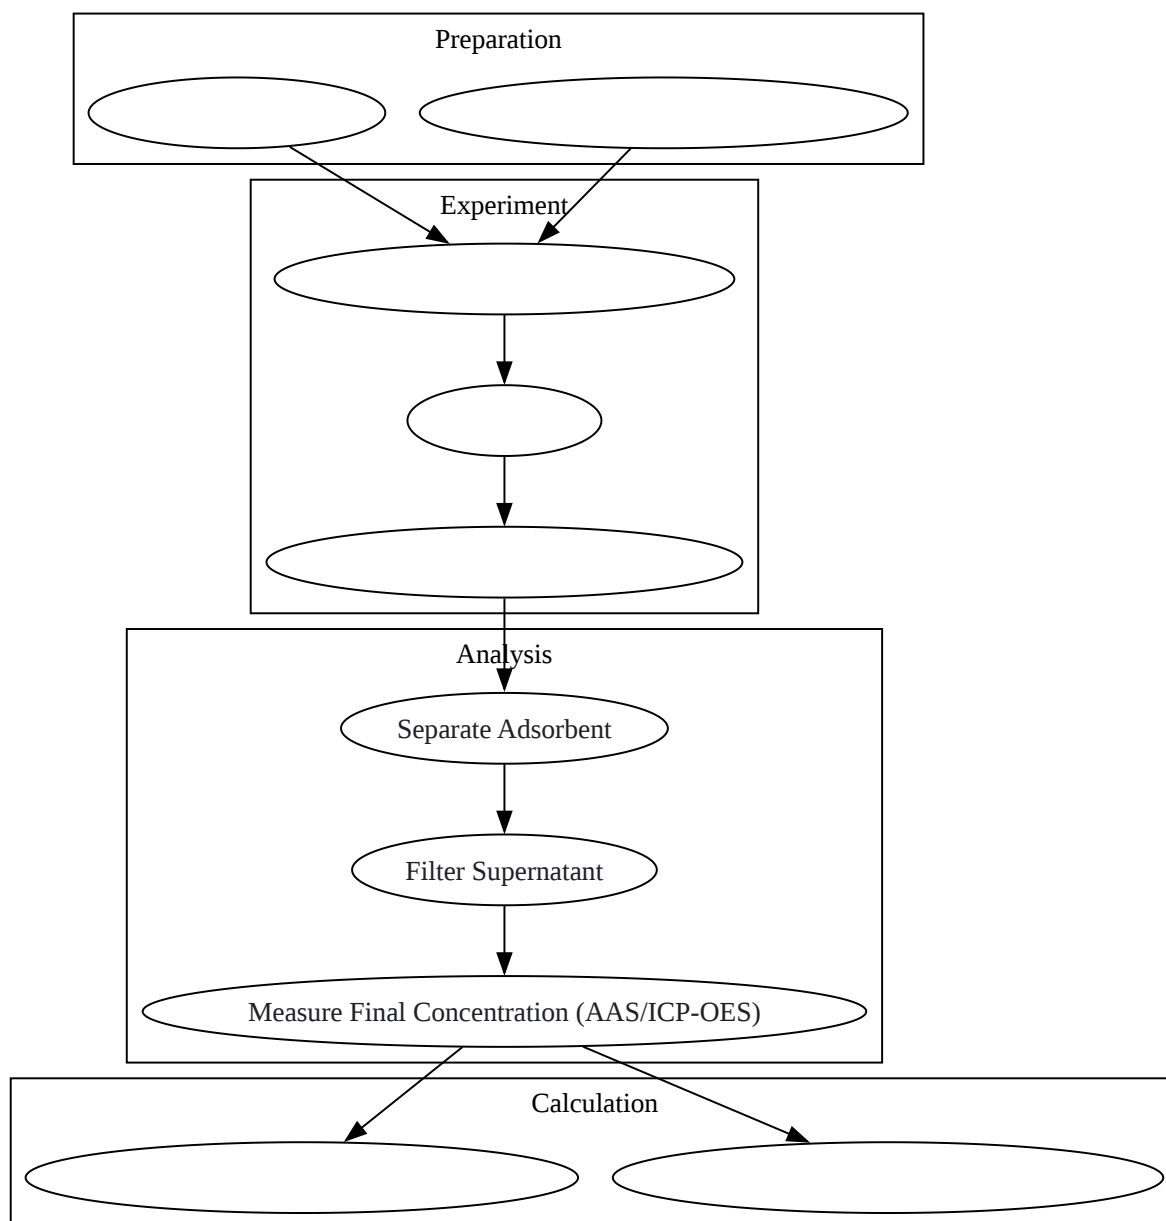 Preparation
Experiment
Analysis
Separate Adsorbent
Filter Supernatant
Measure Final Concentration (AAS/ICP-OES)
Calculation